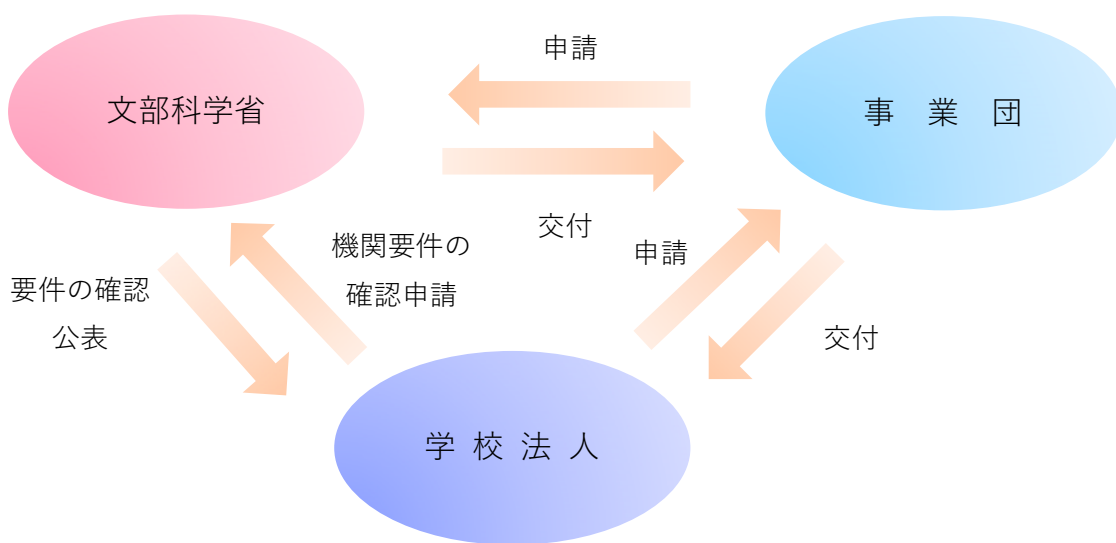 申請
文部科学省
事　業　団
交付
機関要件の
確認申請
申請
要件の確認
公表
交付
学 校 法 人